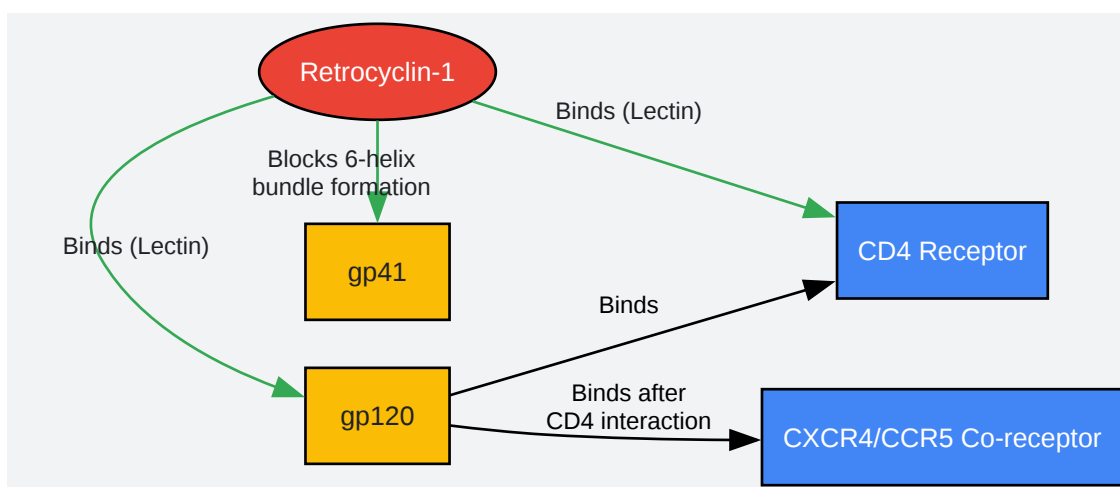 Retrocyclin-1
Binds (Lectin)
Blocks 6-helix
bundle formation
Binds (Lectin)
gp41
CD4 Receptor
Binds
gp120
Binds after
CD4 interaction
CXCR4/CCR5 Co-receptor